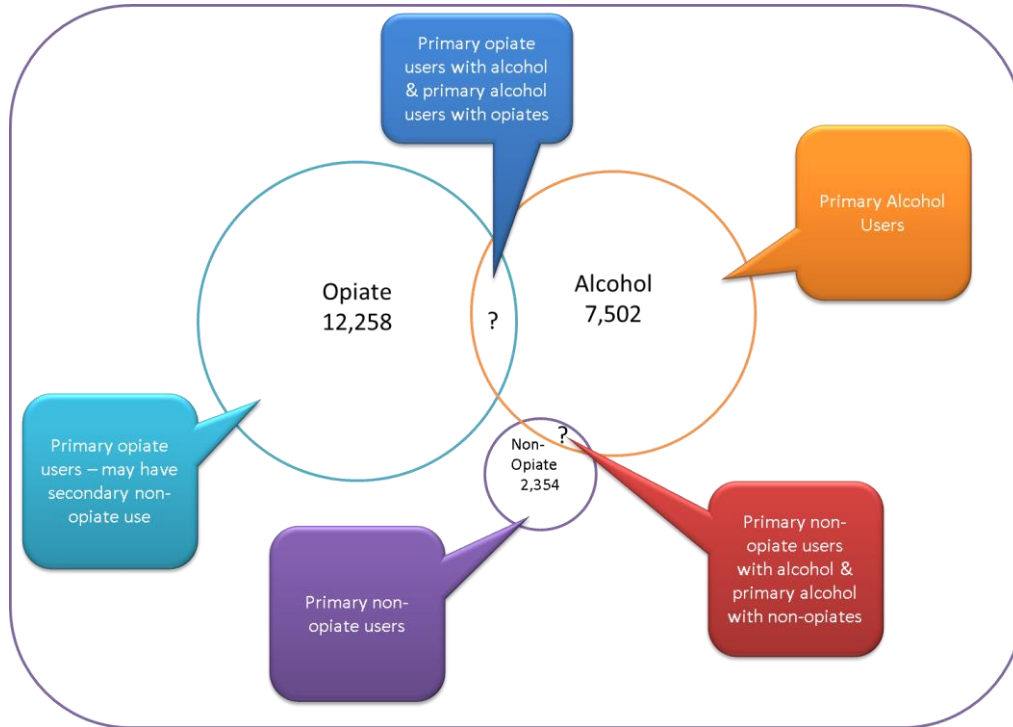 Primary opiate
users with alcohol
& primary alcohol
users with opiates
Primary Alcohol
Users
Opiate
12,258
?
Alcohol
7,502
Primary opiate
users – may have
secondary non-
opiate use
?
Non-
Opiate
2,354
Primary non-
opiate users
Primary non-
opiate users
with alcohol &
primary alcohol
with non-opiates